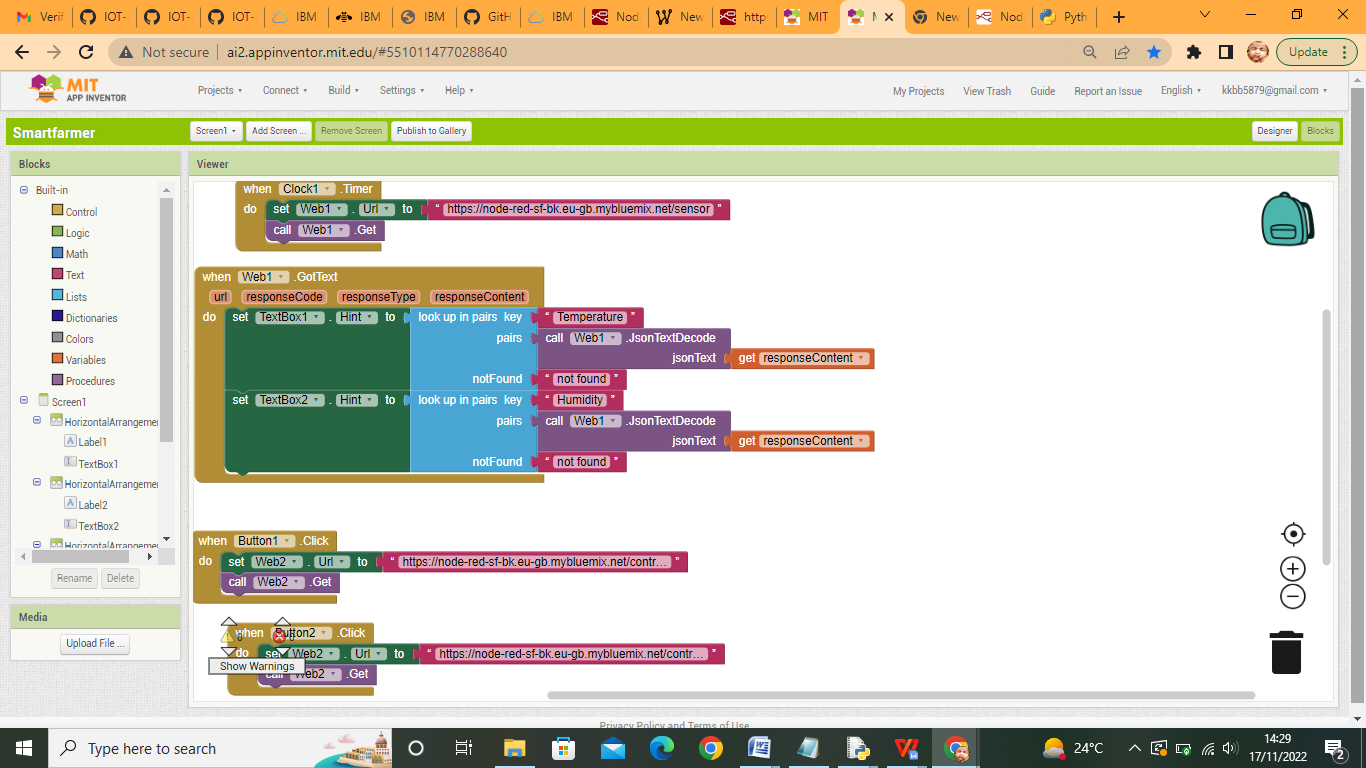 Verif
IOT-
IOT-
IOT-
IBM
IBM
IBM
GitH
IBM
Nod
New
http
MIT
M
New
Nod
Pyth
Not secure
ai2.appinventor.mit.edu/#5510114770288640
Update
MIT
APP INVENTOR
Projects
Connect
Build
Settings
Help
My Projects
View Trash
Guide
Report an Issue
English
kkbb5879@gmail.com
Smartfarmer
Screen1
Add Screen ...
Remove Screen
Publish to Gallery
Designer
Blocks
Blocks
Viewer
Built-in
Control
Logic
Math
Text
Lists
Dictionaries
Colors
Variables
Procedures
Screen1
HorizontalArrangemer
Label1
TextBox1
HorizontalArrangemer
Label2
TextBox2
HorizontalArrangemer
Rename
Delete
Media
Upload File ...
when Clock1 .Timer
do set Web1 . Url to " https://node-red-sf-bk.eu-gb.mybluemix.net/sensor "
call Web1 .Get
when Web1 .GotText
url responseCode responseType responseContent
do set TextBox1 . Hint to look up in pairs key " Temperature "
pairs call Web1 .JsonTextDecode
jsonText get responseContent
notFound " not found "
set TextBox2 . Hint to look up in pairs key " Humidity "
pairs call Web1 .JsonTextDecode
jsonText get responseContent
notFound " not found "
when Button1 .Click
do set Web2 . Url to " https://node-red-sf-bk.eu-gb.mybluemix.net/contr... "
call Web2 .Get
when Button2 .Click
do set Web2 . Url to " https://node-red-sf-bk.eu-gb.mybluemix.net/contr... "
call Web2 .Get
Show Warnings
Privacy Policy and Terms of Use
Type here to search
24°C
14:29
17/11/2022
2